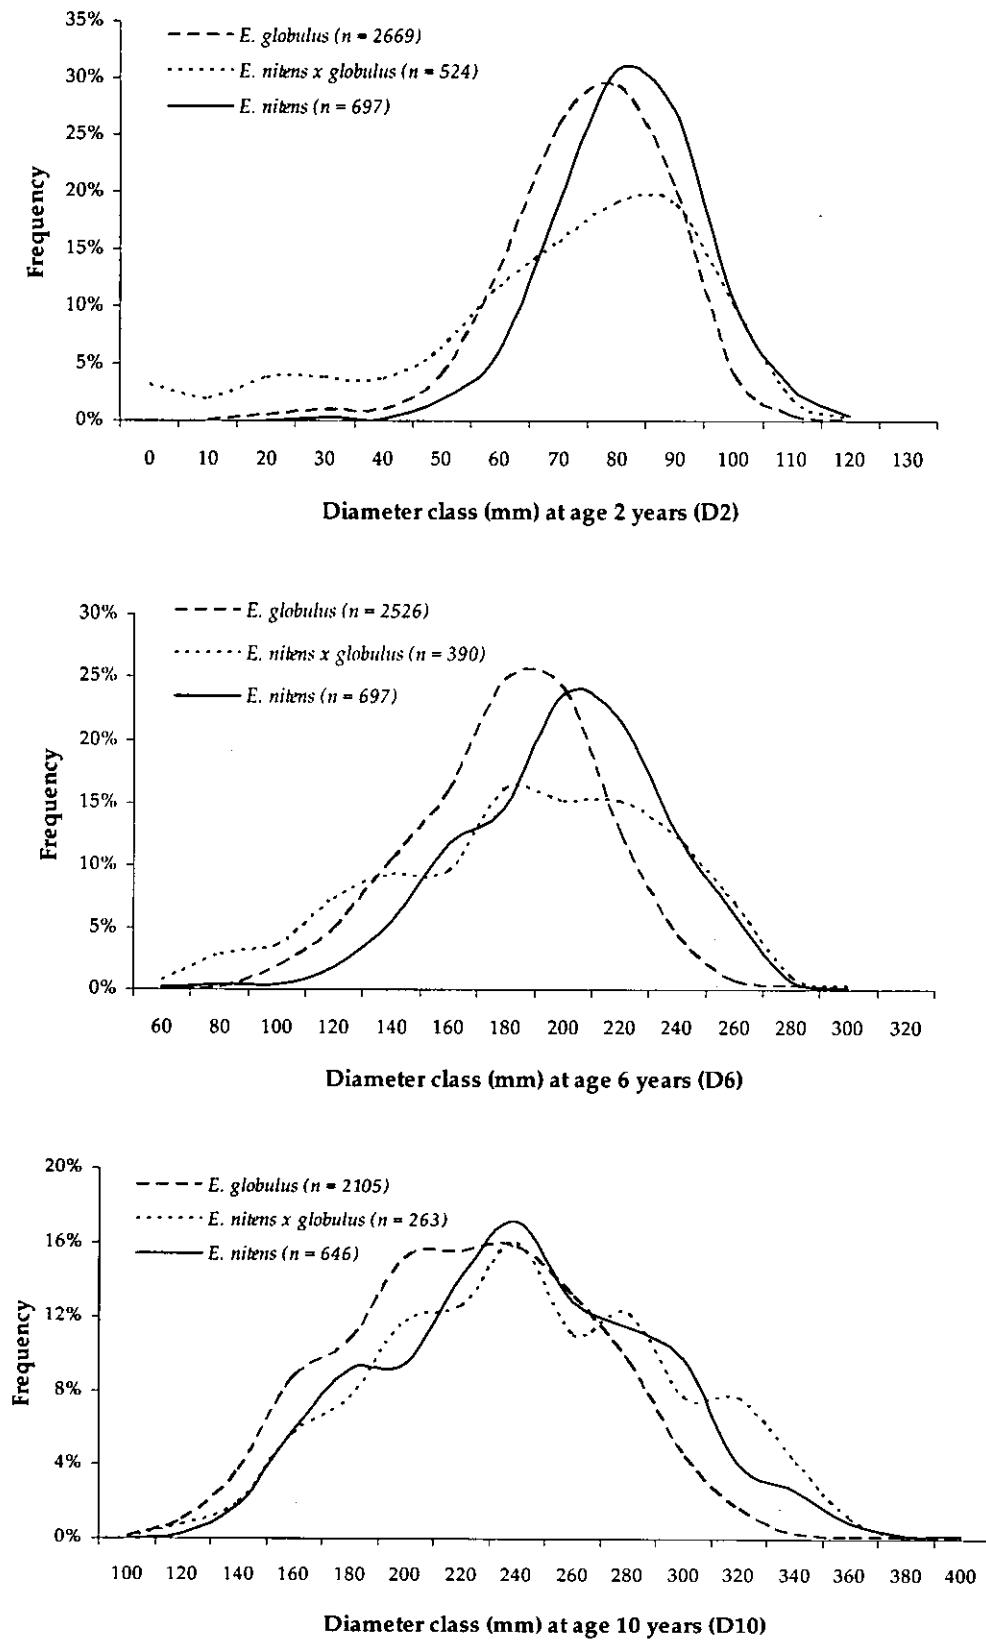 35%
30%
25%
20%
15%
10%
5%
0%
Frequency
E. globulus (n = 2669)
E. nitens x globulus (n = 524)
E. nitens (n = 697)
0 10 20 30 40 50 60 70 80 90 100 110 120 130
Diameter class (mm) at age 2 years (D2)
30%
25%
20%
15%
10%
5%
0%
Frequency
E. globulus (n = 2526)
E. nitens x globulus (n = 390)
E. nitens (n = 697)
60 80 100 120 140 160 180 200 220 240 260 280 300 320
Diameter class (mm) at age 6 years (D6)
20%
16%
12%
8%
4%
0%
Frequency
E. globulus (n = 2105)
E. nitens x globulus (n = 263)
E. nitens (n = 646)
100 120 140 160 180 200 220 240 260 280 300 320 340 360 380 400
Diameter class (mm) at age 10 years (D10)